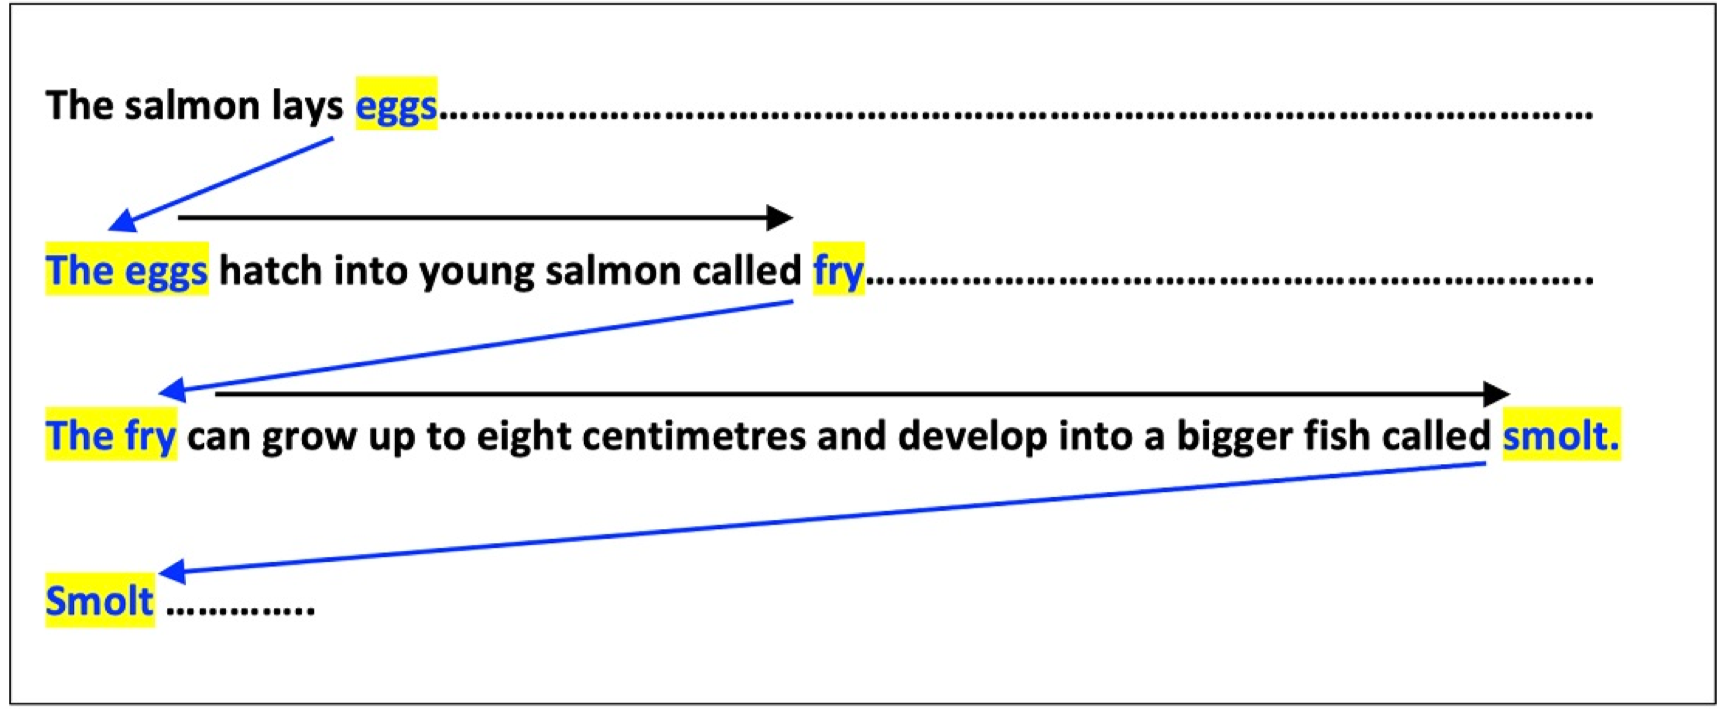 The salmon lays eggs……………………………………………………………………………………………………
The eggs hatch into young salmon called fry………………………………………………………………..
The fry can grow up to eight centimetres and develop into a bigger fish called smolt.
Smolt …………..